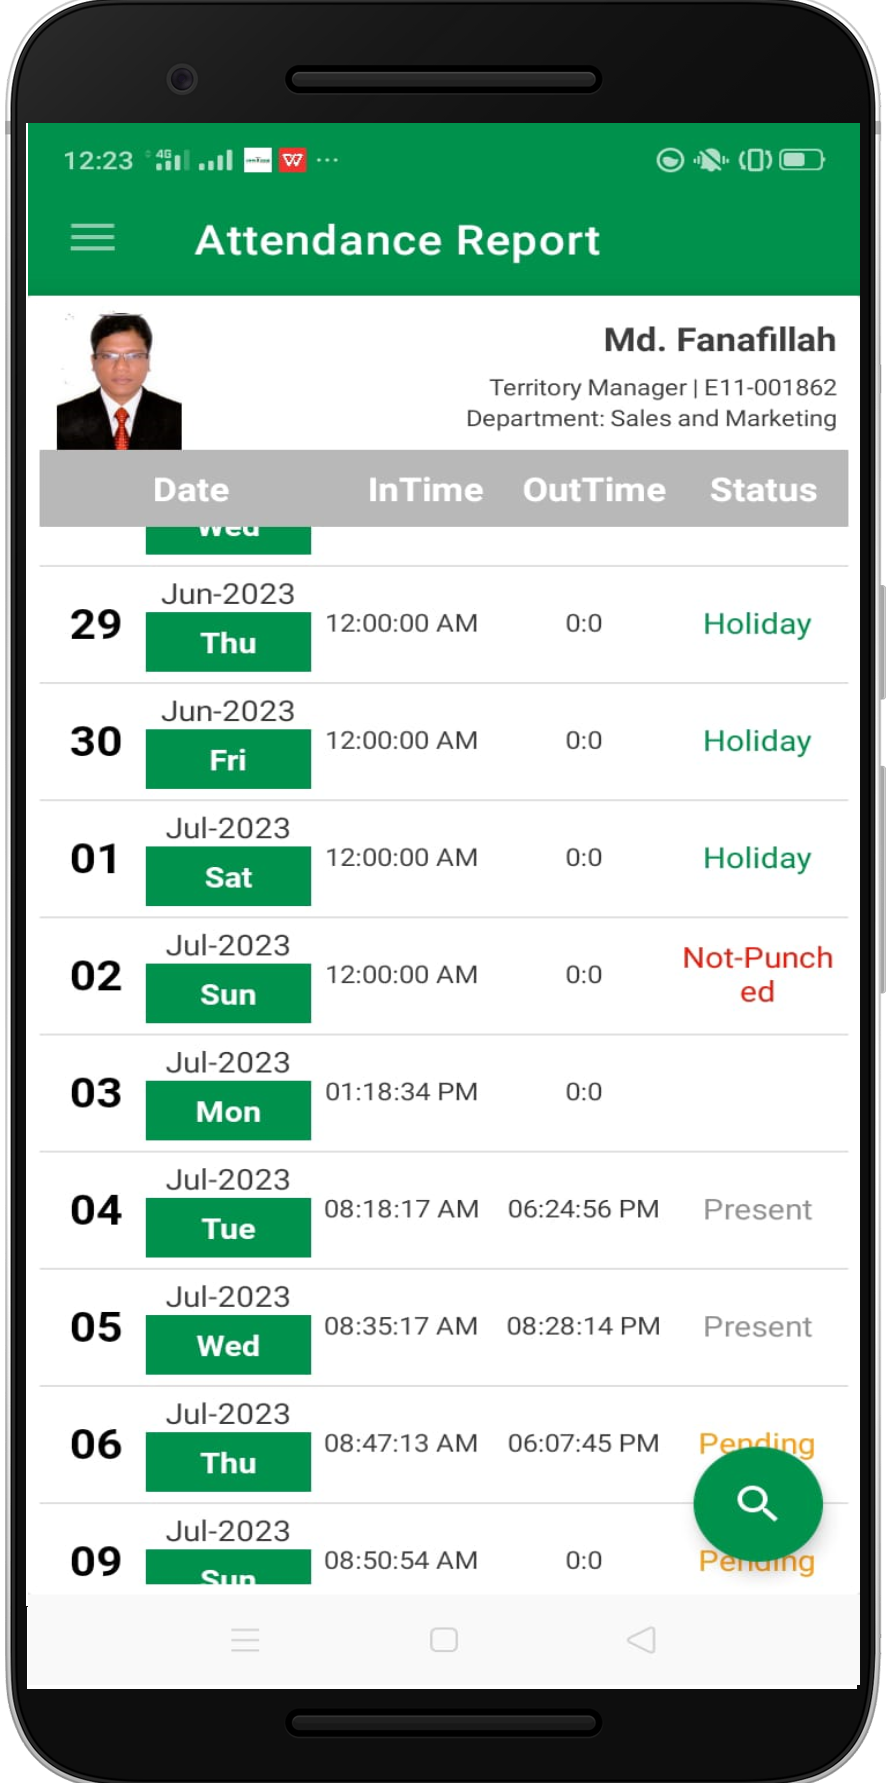 12:23 4G ...
Attendance Report
Md. Fanafillah
Territory Manager | E11-001862
Department: Sales and Marketing
Date InTime OutTime Status
Wed
29 Jun-2023 Thu 12:00:00 AM 0:0 Holiday
30 Jun-2023 Fri 12:00:00 AM 0:0 Holiday
01 Jul-2023 Sat 12:00:00 AM 0:0 Holiday
02 Jul-2023 Sun 12:00:00 AM 0:0 Not-Punch
ed
03 Jul-2023 Mon 01:18:34 PM 0:0
04 Jul-2023 Tue 08:18:17 AM 06:24:56 PM Present
05 Jul-2023 Wed 08:35:17 AM 08:28:14 PM Present
06 Jul-2023 Thu 08:47:13 AM 06:07:45 PM Pending
09 Jul-2023 Sun 08:50:54 AM 0:0 Pending